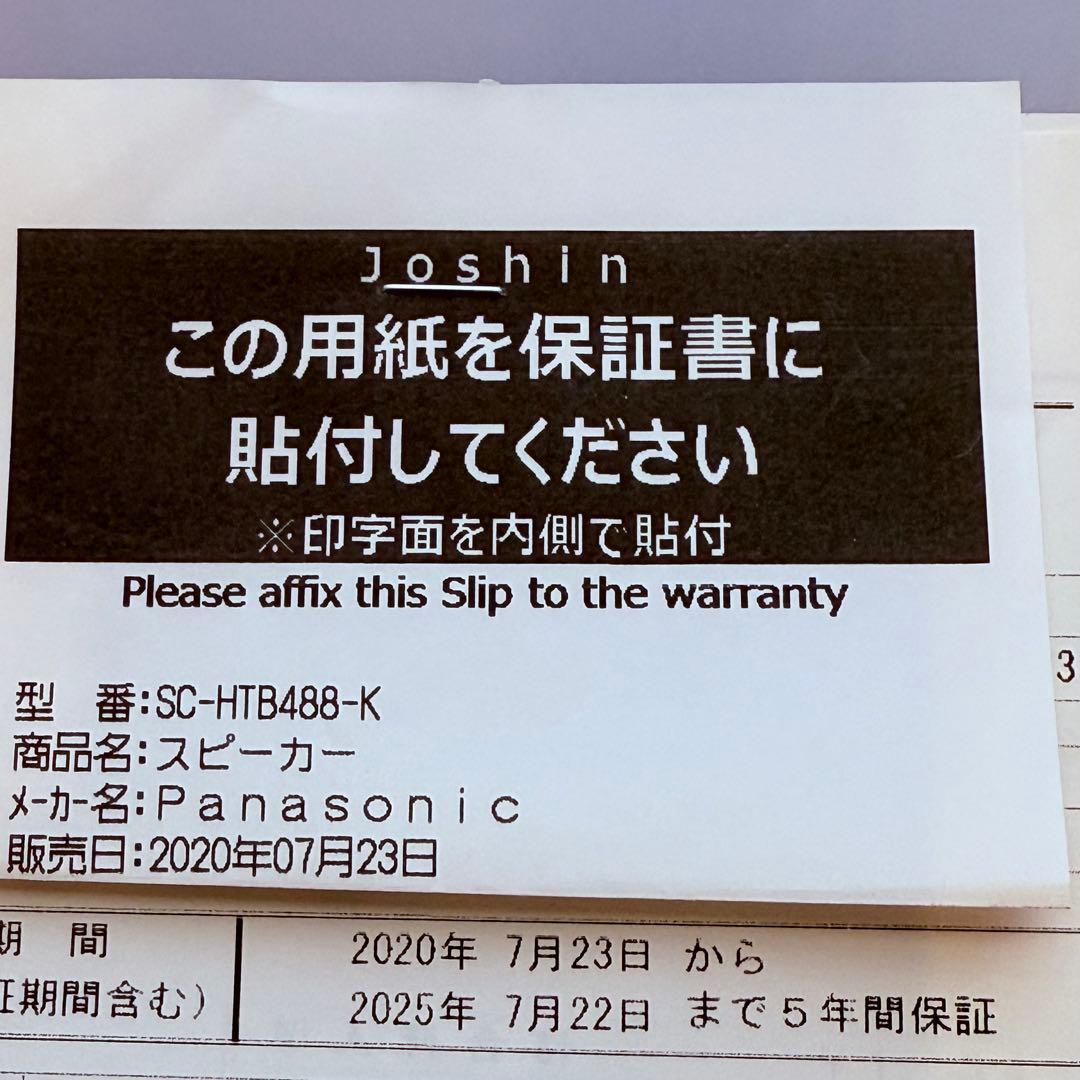 Joshin
この用紙を保証書に
貼付してください
※印字面を内側で貼付
Please affix this Slip to the warranty
型　番:SC-HTB488-K
商品名:スピーカー
ﾒｰｶｰ名:Ｐａｎａｓｏｎｉｃ
販売日:2020年07月23日
3
期　間
2020年 7月23日 から
証期間含む)
2025年 7月22日 まで５年間保証